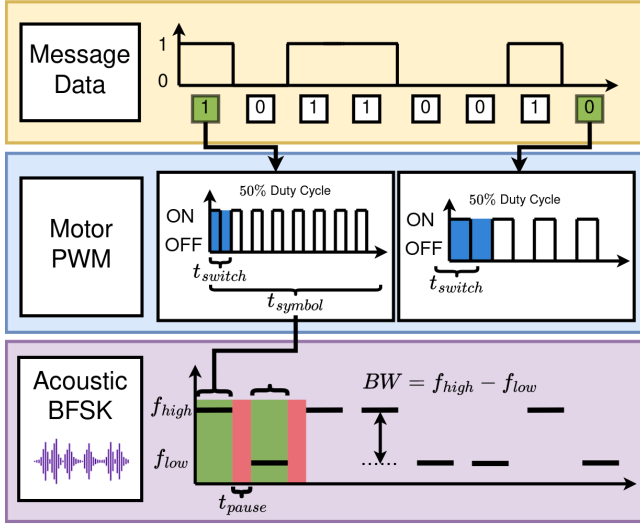 Message
Data
1
0
1 0 1 1 0 0 1 0
Motor
PWM
50% Duty Cycle
ON
OFF
t_switch
t_symbol
50% Duty Cycle
ON
OFF
t_switch
Acoustic
BFSK
f_high
f_low
t_pause
BW = f_high − f_low